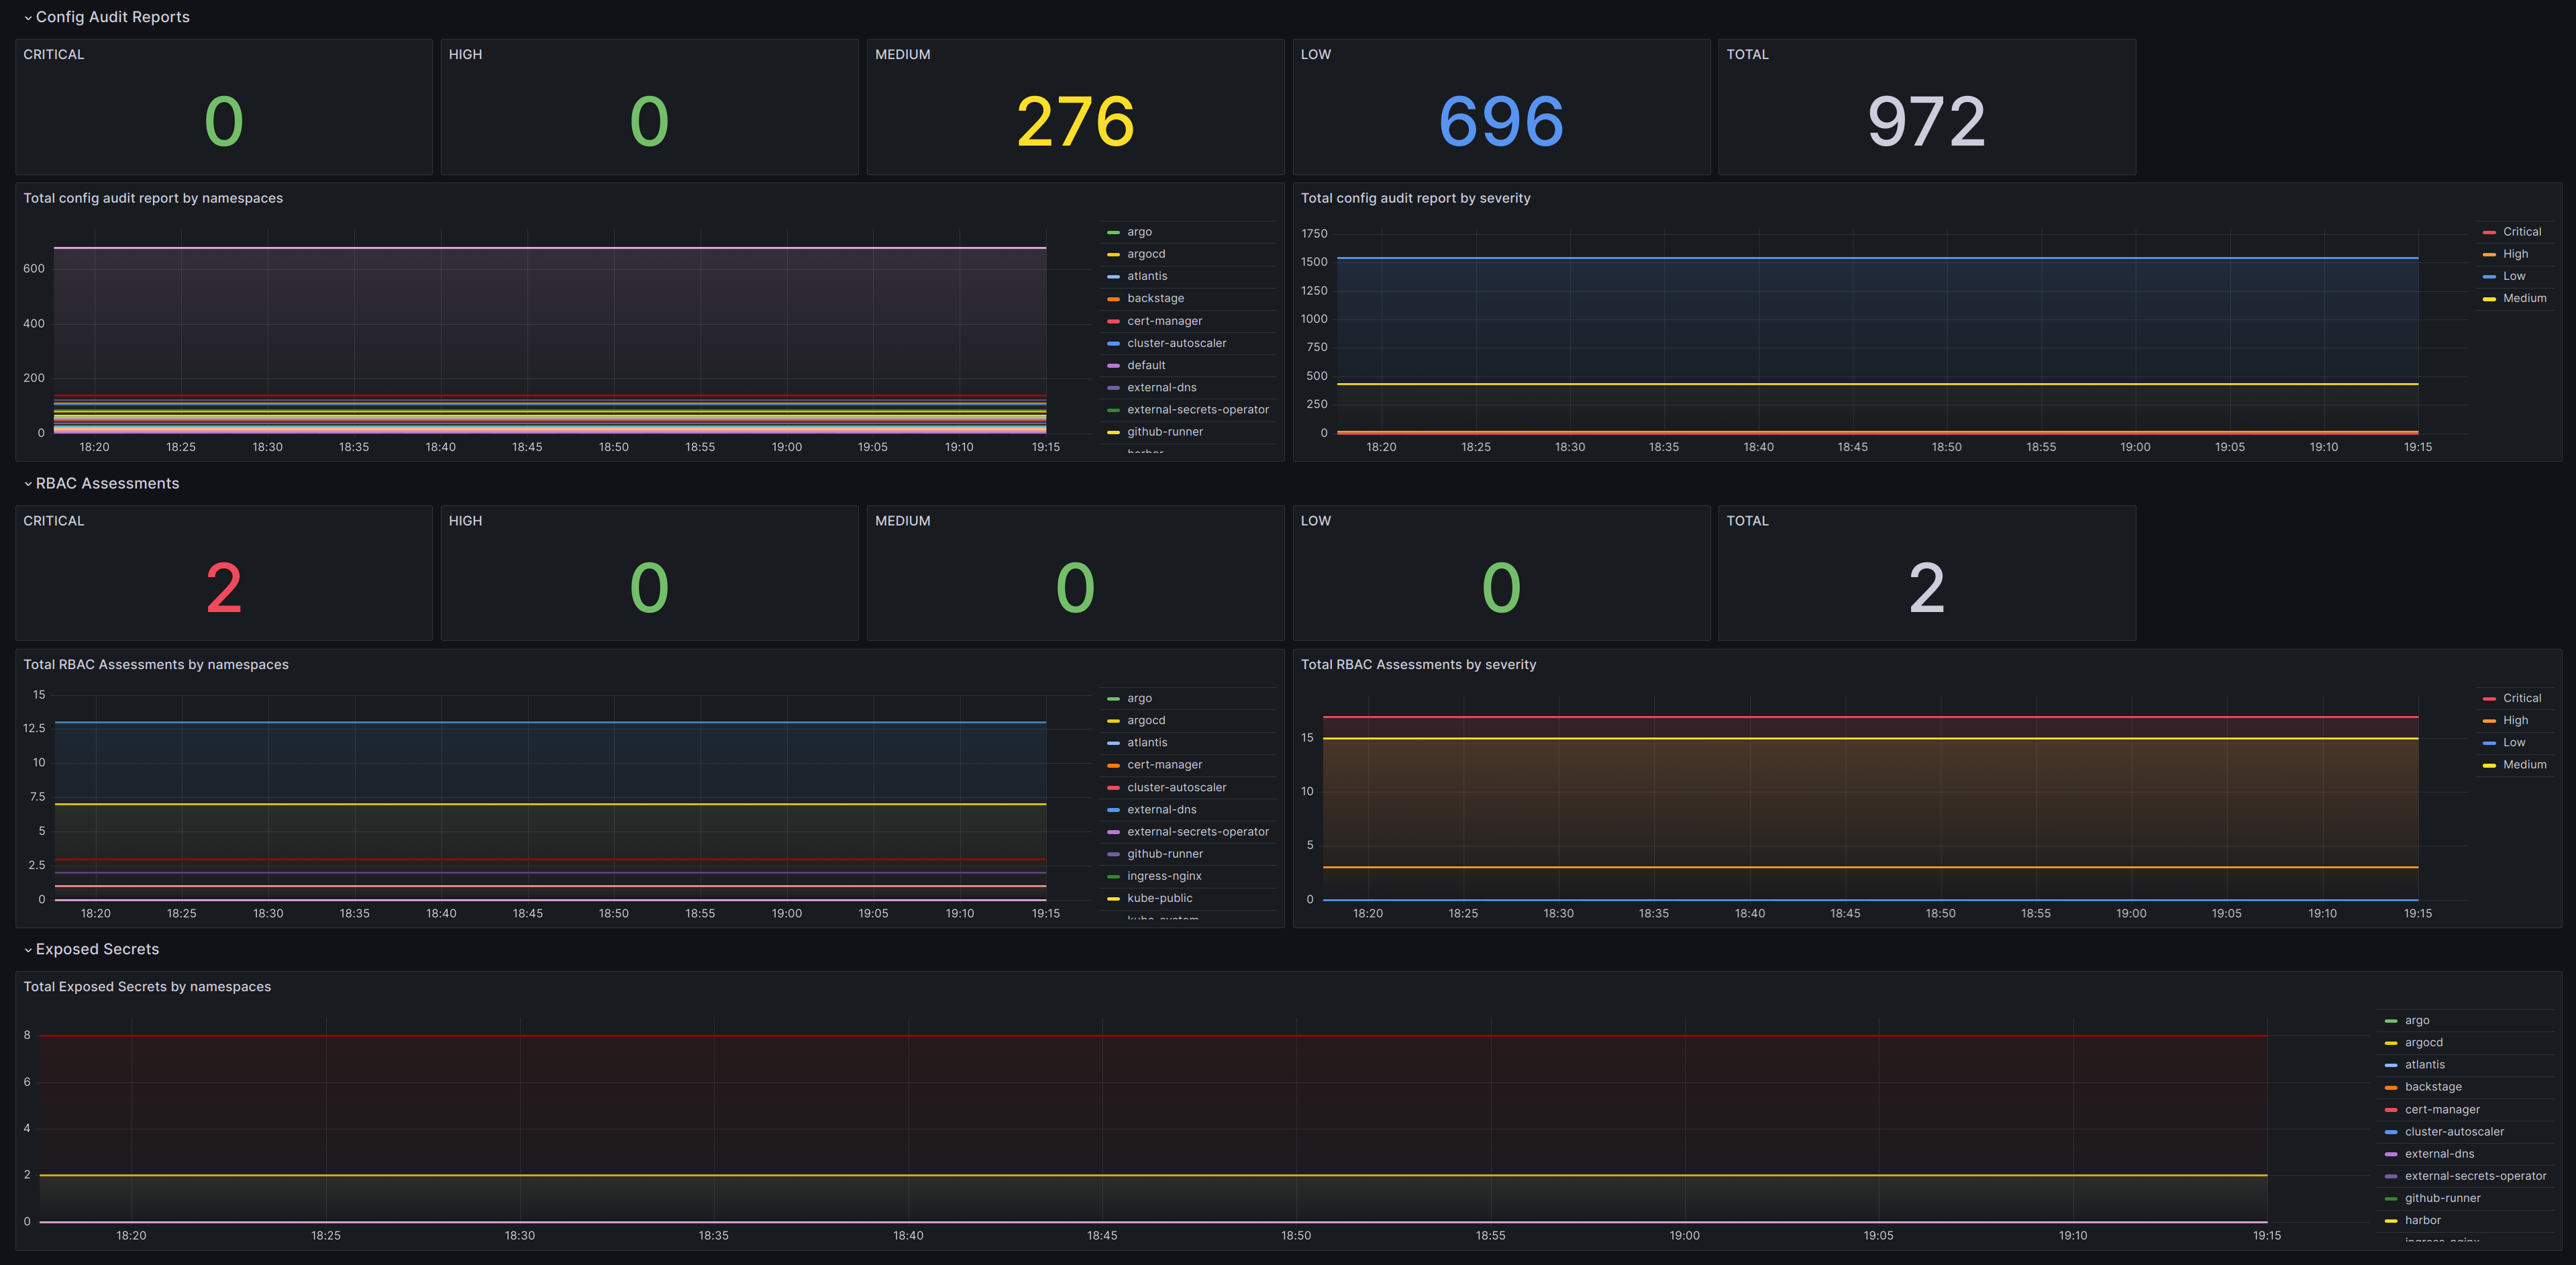 Config Audit Reports
CRITICAL
HIGH
MEDIUM
LOW
TOTAL
0
0
276
696
972
Total config audit report by namespaces
600
400
200
0
18:20 18:25 18:30 18:35 18:40 18:45 18:50 18:55 19:00 19:05 19:10 19:15
argo
argocd
atlantis
backstage
cert-manager
cluster-autoscaler
default
external-dns
external-secrets-operator
github-runner
Total config audit report by severity
1750
1500
1250
1000
750
500
250
0
18:20 18:25 18:30 18:35 18:40 18:45 18:50 18:55 19:00 19:05 19:10 19:15
Critical
High
Low
Medium
RBAC Assessments
CRITICAL
HIGH
MEDIUM
LOW
TOTAL
2
0
0
0
2
Total RBAC Assessments by namespaces
15
12.5
10
7.5
5
2.5
0
18:20 18:25 18:30 18:35 18:40 18:45 18:50 18:55 19:00 19:05 19:10 19:15
argo
argocd
atlantis
cert-manager
cluster-autoscaler
external-dns
external-secrets-operator
github-runner
ingress-nginx
kube-public
Total RBAC Assessments by severity
15
10
5
0
18:20 18:25 18:30 18:35 18:40 18:45 18:50 18:55 19:00 19:05 19:10 19:15
Critical
High
Low
Medium
Exposed Secrets
Total Exposed Secrets by namespaces
8
6
4
2
0
18:20 18:25 18:30 18:35 18:40 18:45 18:50 18:55 19:00 19:05 19:10 19:15
argo
argocd
atlantis
backstage
cert-manager
cluster-autoscaler
external-dns
external-secrets-operator
github-runner
harbor